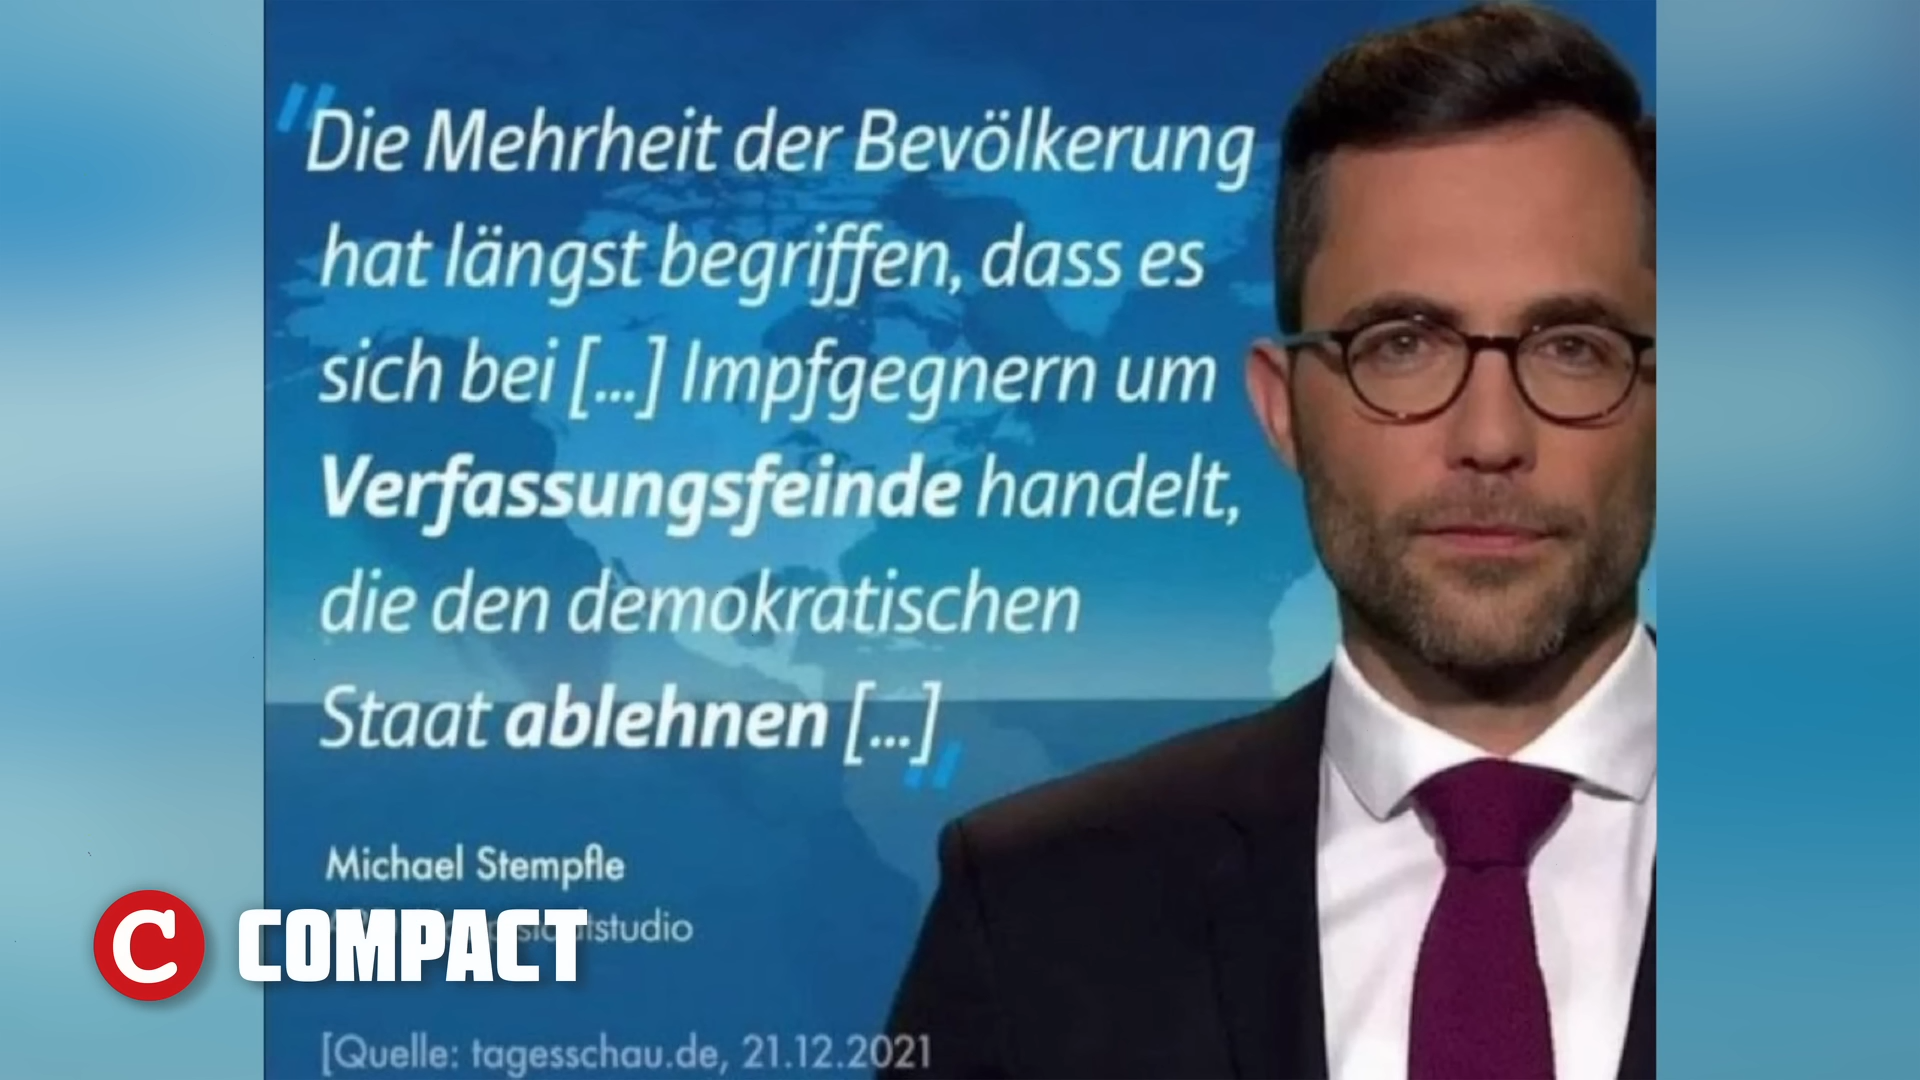 "Die Mehrheit der Bevölkerung
hat längst begriffen, dass es
sich bei [...] Impfgegnern um
Verfassungsfeinde handelt,
die den demokratischen
Staat ablehnen [...]"
Michael Stempfle
C COMPACT
[Quelle: tagesschau.de, 21.12.2021